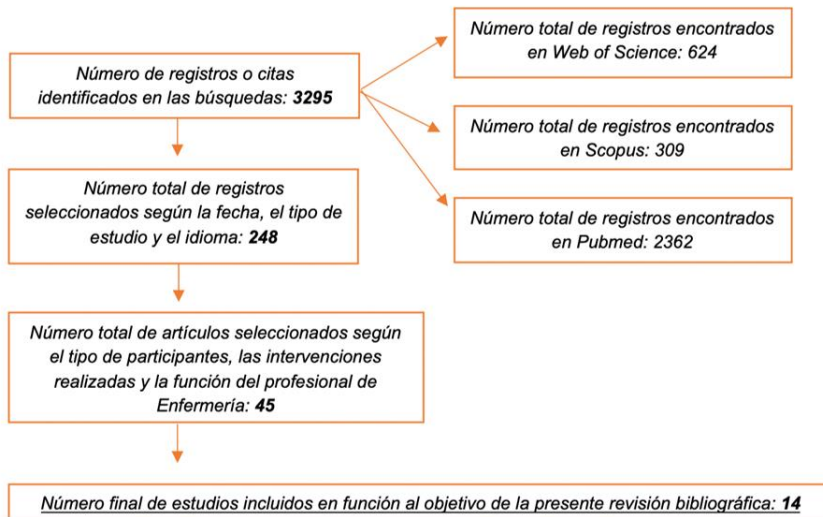 Número de registros o citas
identificados en las búsquedas: 3295
Número total de registros encontrados
en Web of Science: 624
Número total de registros encontrados
en Scopus: 309
Número total de registros encontrados
en Pubmed: 2362
Número total de registros
seleccionados según la fecha, el tipo de
estudio y el idioma: 248
Número total de artículos seleccionados según
el tipo de participantes, las intervenciones
realizadas y la función del profesional de
Enfermería: 45
Número final de estudios incluidos en función al objetivo de la presente revisión bibliográfica: 14